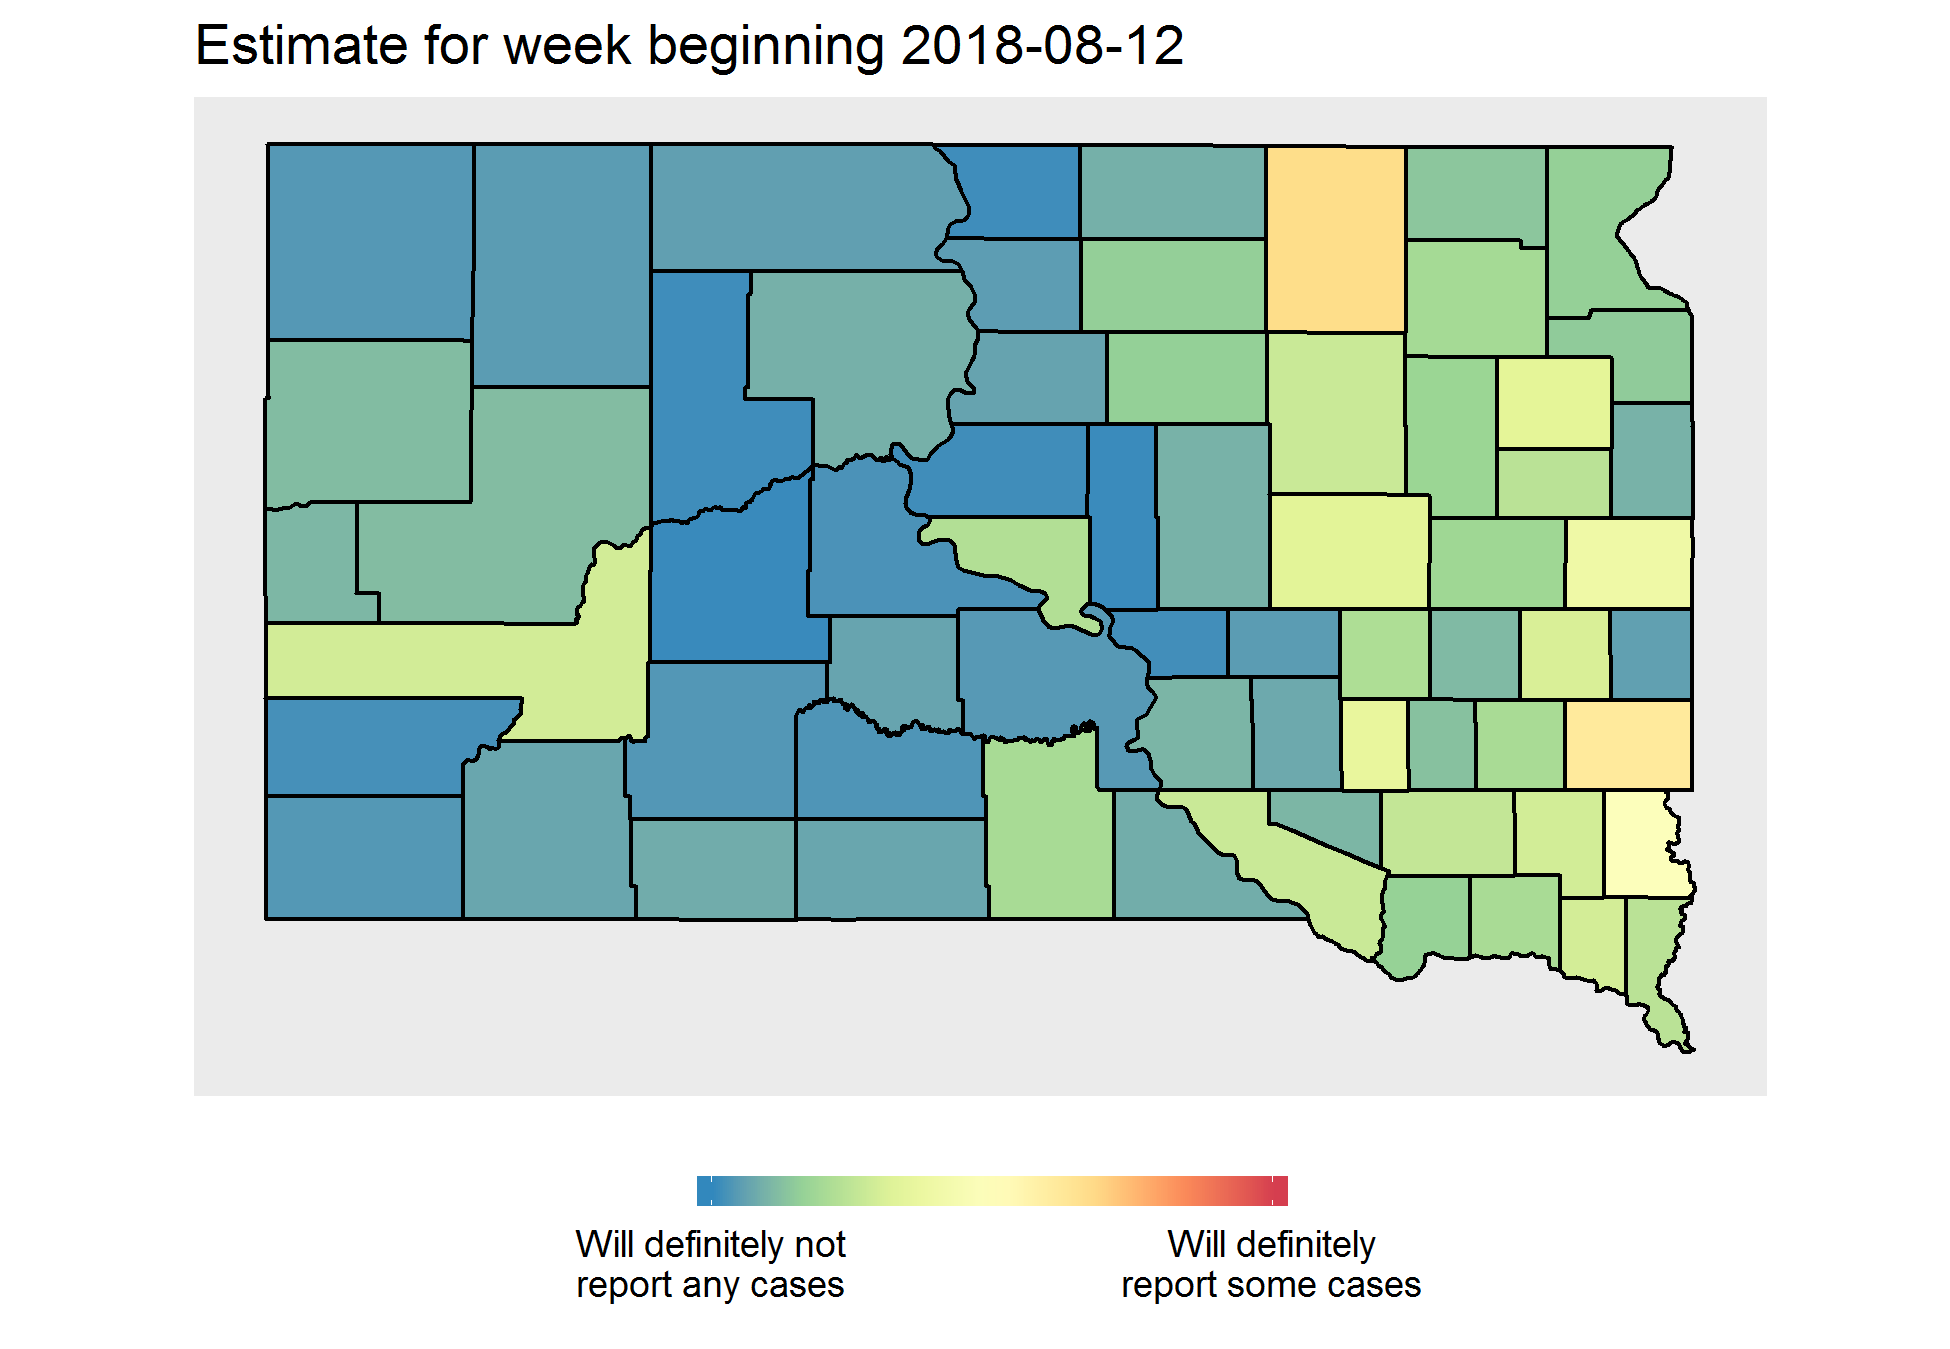 Estimate for week beginning 2018-08-12
Will definitely not
report any cases
Will definitely
report some cases